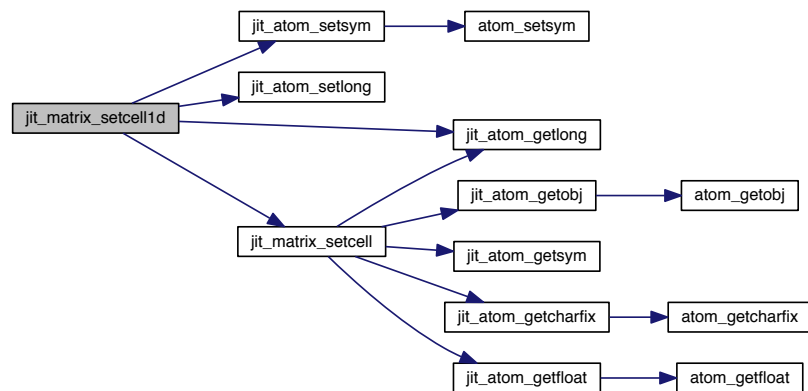 jit_atom_setsym
atom_setsym
jit_atom_setlong
jit_matrix_setcell1d
jit_atom_getlong
jit_atom_getobj
atom_getobj
jit_matrix_setcell
jit_atom_getsym
jit_atom_getcharfix
atom_getcharfix
jit_atom_getfloat
atom_getfloat